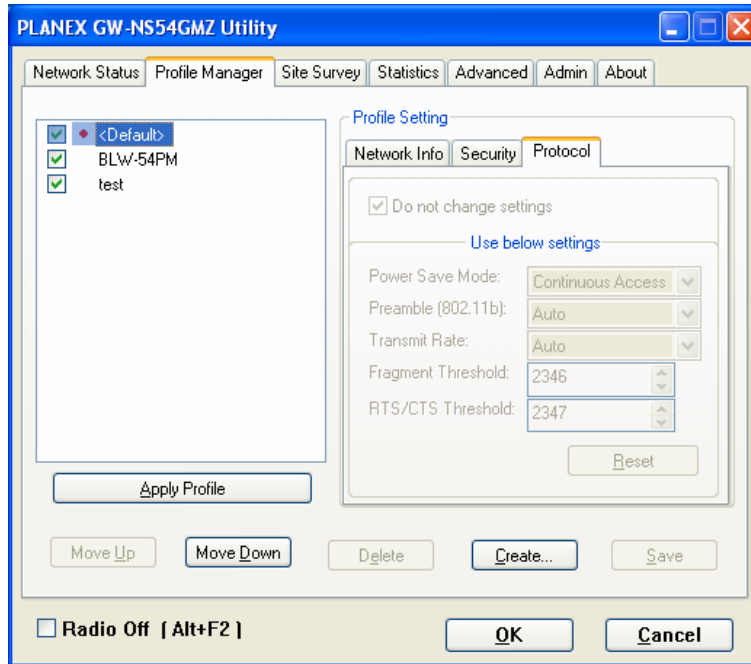 PLANEX GW-NS54GMZ Utility
Network Status Profile Manager Site Survey Statistics Advanced Admin About
<Default>
BLW-54PM
test
Apply Profile
Profile Setting
Network Info Security Protocol
Do not change settings
Use below settings
Power Save Mode: Continuous Access
Preamble (802.11b): Auto
Transmit Rate: Auto
Fragment Threshold: 2346
RTS/CTS Threshold: 2347
Reset
Move Up Move Down Delete Create... Save
Radio Off [ Alt+F2 ] OK Cancel